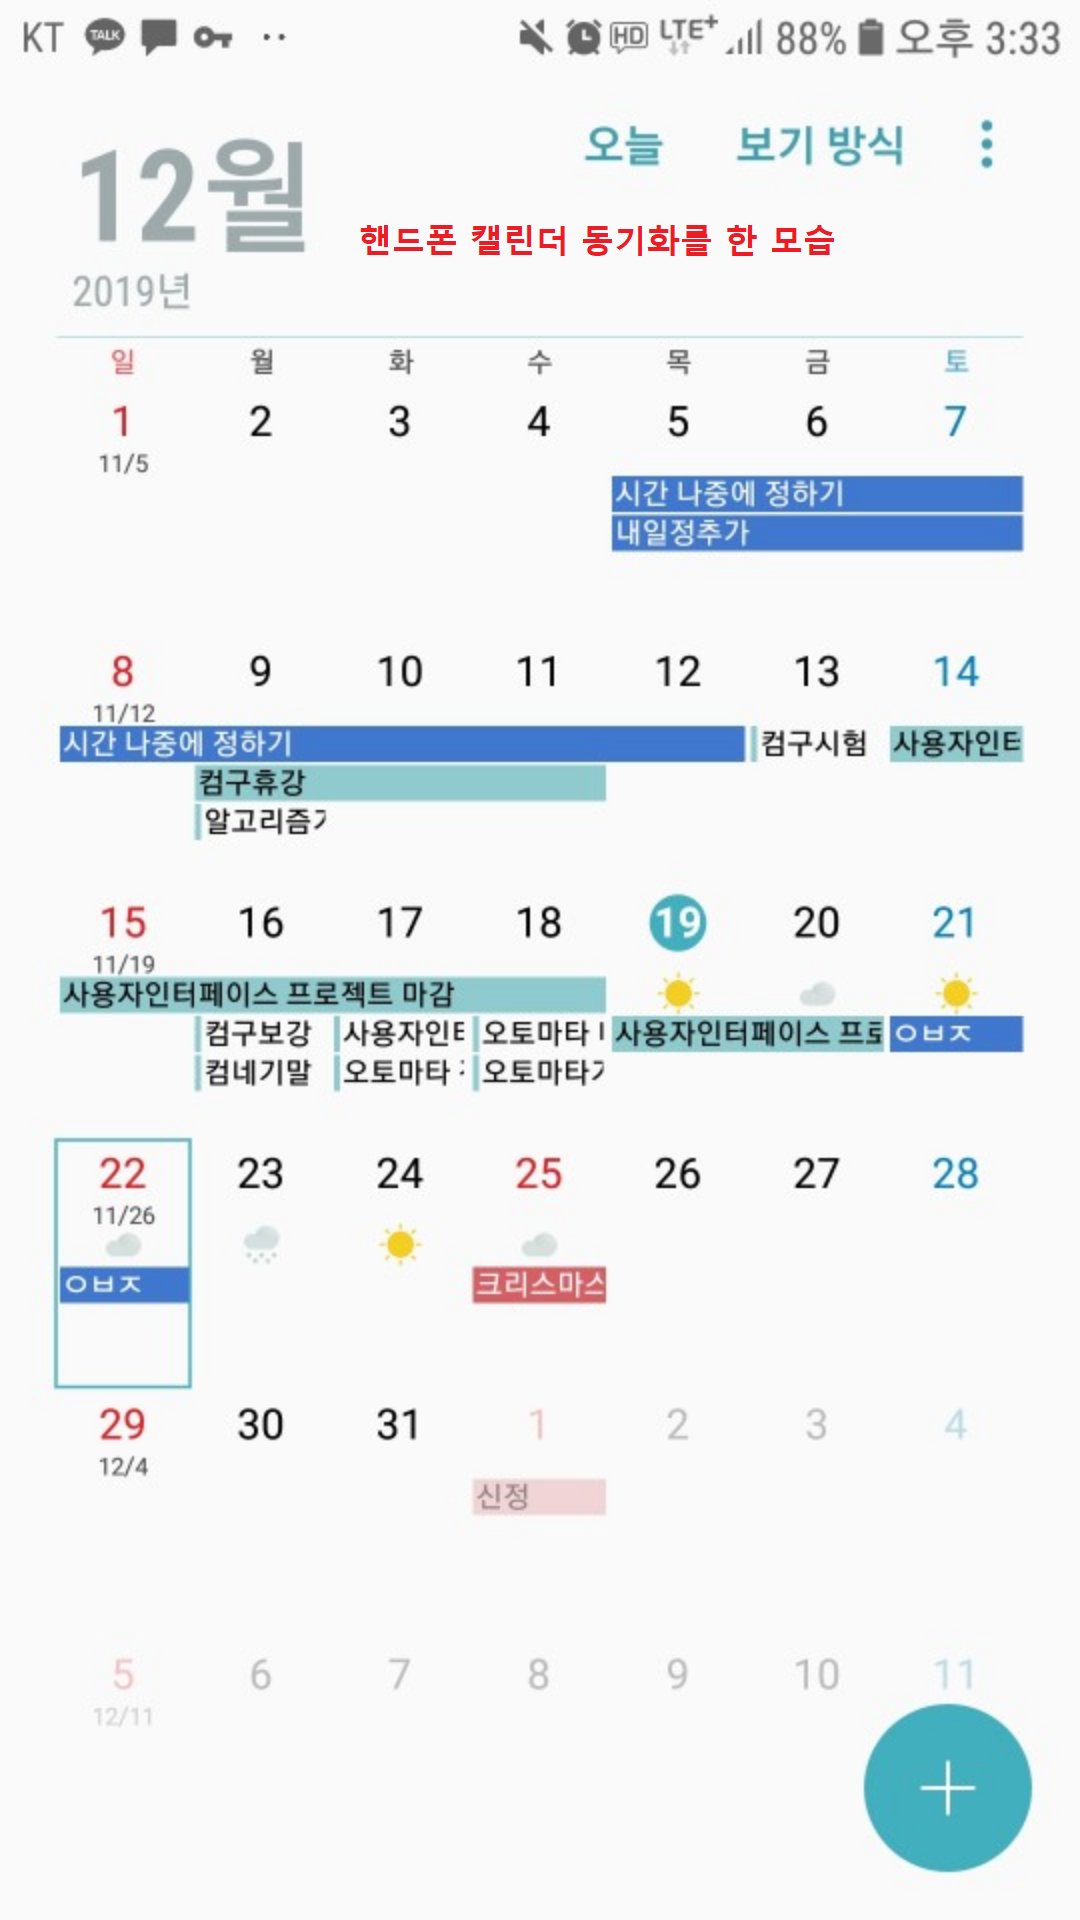 KT TALK HD LTE+ 88% 오후 3:33
오늘 보기 방식
12월
핸드폰 캘린더 동기화를 한 모습
2019년
일 월 화 수 목 금 토
1 2 3 4 5 6 7
11/5
시간 나중에 정하기
내일정추가
8 9 10 11 12 13 14
11/12
시간 나중에 정하기 컴구시험 사용자인터
컴구휴강
알고리즘
15 16 17 18 19 20 21
11/19
사용자인터페이스 프로젝트 마감
컴구보강 사용자인터 오토마타 사용자인터페이스 프로 ㅇㅂㅈ
컴네기말 오토마타 오토마타
22 23 24 25 26 27 28
11/26
ㅇㅂㅈ 크리스마스
29 30 31 1 2 3 4
12/4
신정
5 6 7 8 9 10 11
12/11